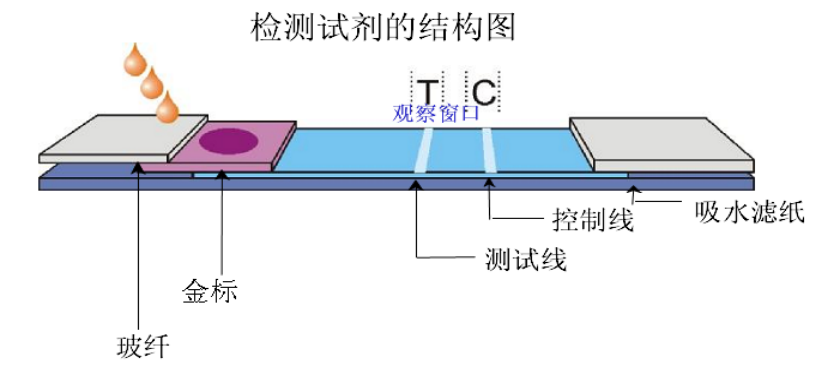 检测试剂的结构图
T C
观察窗口
控制线
吸水滤纸
测试线
金标
玻纤